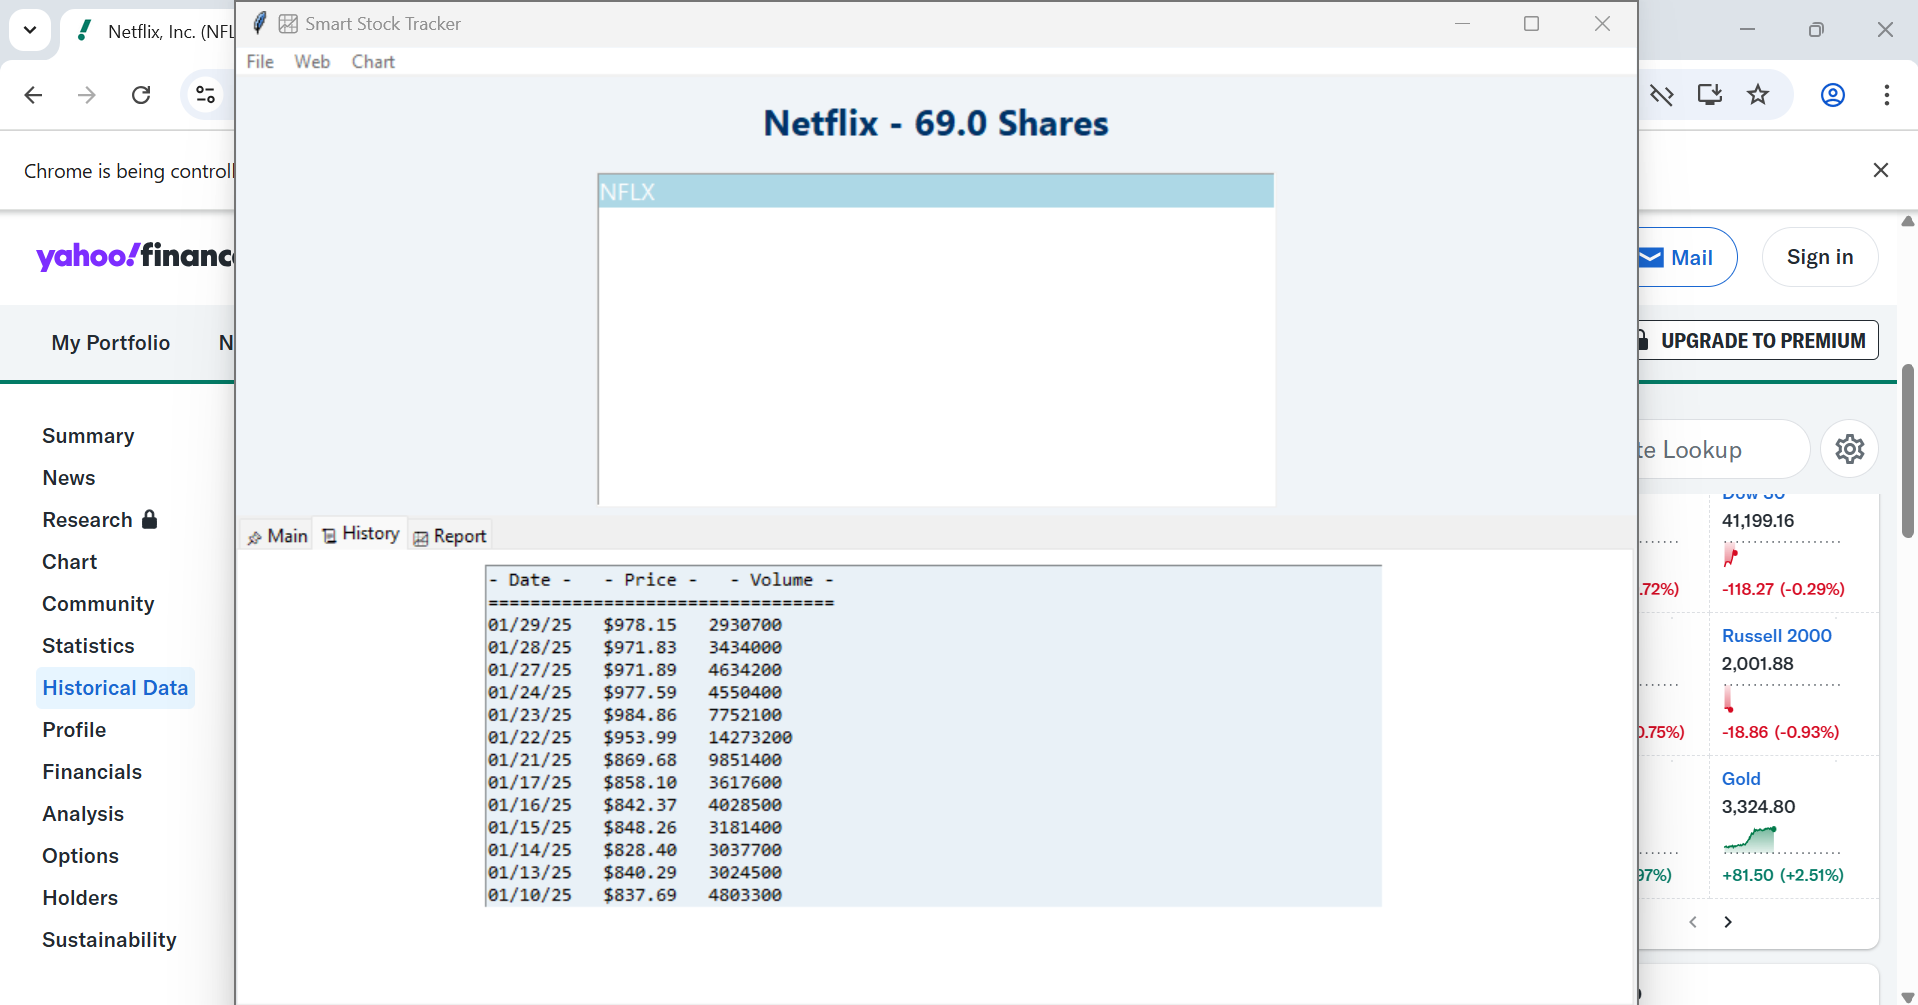 Netflix, Inc. (NFL
Smart Stock Tracker
File Web Chart
Chrome is being controll
Netflix - 69.0 Shares
NFLX
yahoo!finance
Mail
Sign in
My Portfolio N
UPGRADE TO PREMIUM
te Lookup
Summary
News
Research
Chart
Community
Statistics
Historical Data
Profile
Financials
Analysis
Options
Holders
Sustainability
Main History Report
- Date - - Price - - Volume -
=================================
01/29/25 $978.15 2930700
01/28/25 $971.83 3434000
01/27/25 $971.89 4634200
01/24/25 $977.59 4550400
01/23/25 $984.86 7752100
01/22/25 $953.99 14273200
01/21/25 $869.68 9851400
01/17/25 $858.10 3617600
01/16/25 $842.37 4028500
01/15/25 $848.26 3181400
01/14/25 $828.40 3037700
01/13/25 $840.29 3024500
01/10/25 $837.69 4803300
Dow 30
41,199.16
.72%) -118.27 (-0.29%)
Russell 2000
2,001.88
0.75%) -18.86 (-0.93%)
Gold
3,324.80
97%) +81.50 (+2.51%)